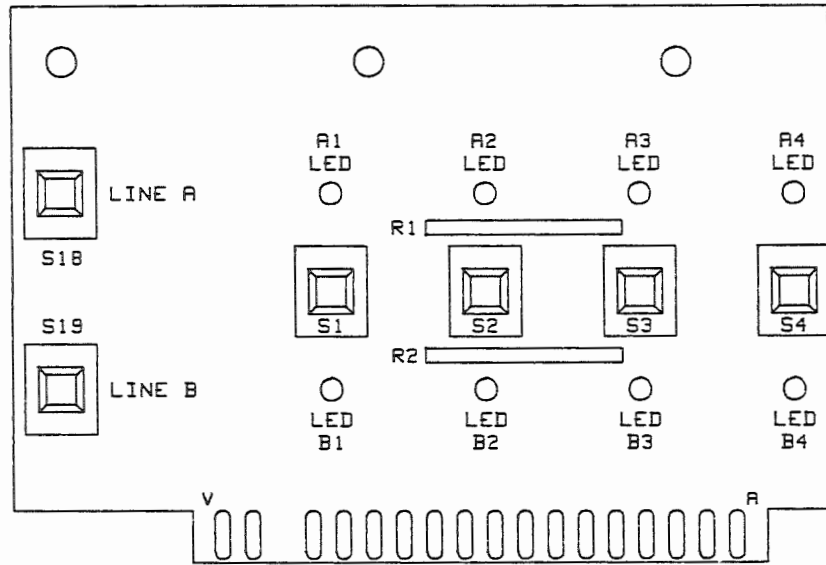 A1 A2 A3 A4
LED LED LED LED
LINE A
R1
S18
S1 S2 S3 S4
S19
R2
LINE B
LED LED LED LED
B1 B2 B3 B4
V A